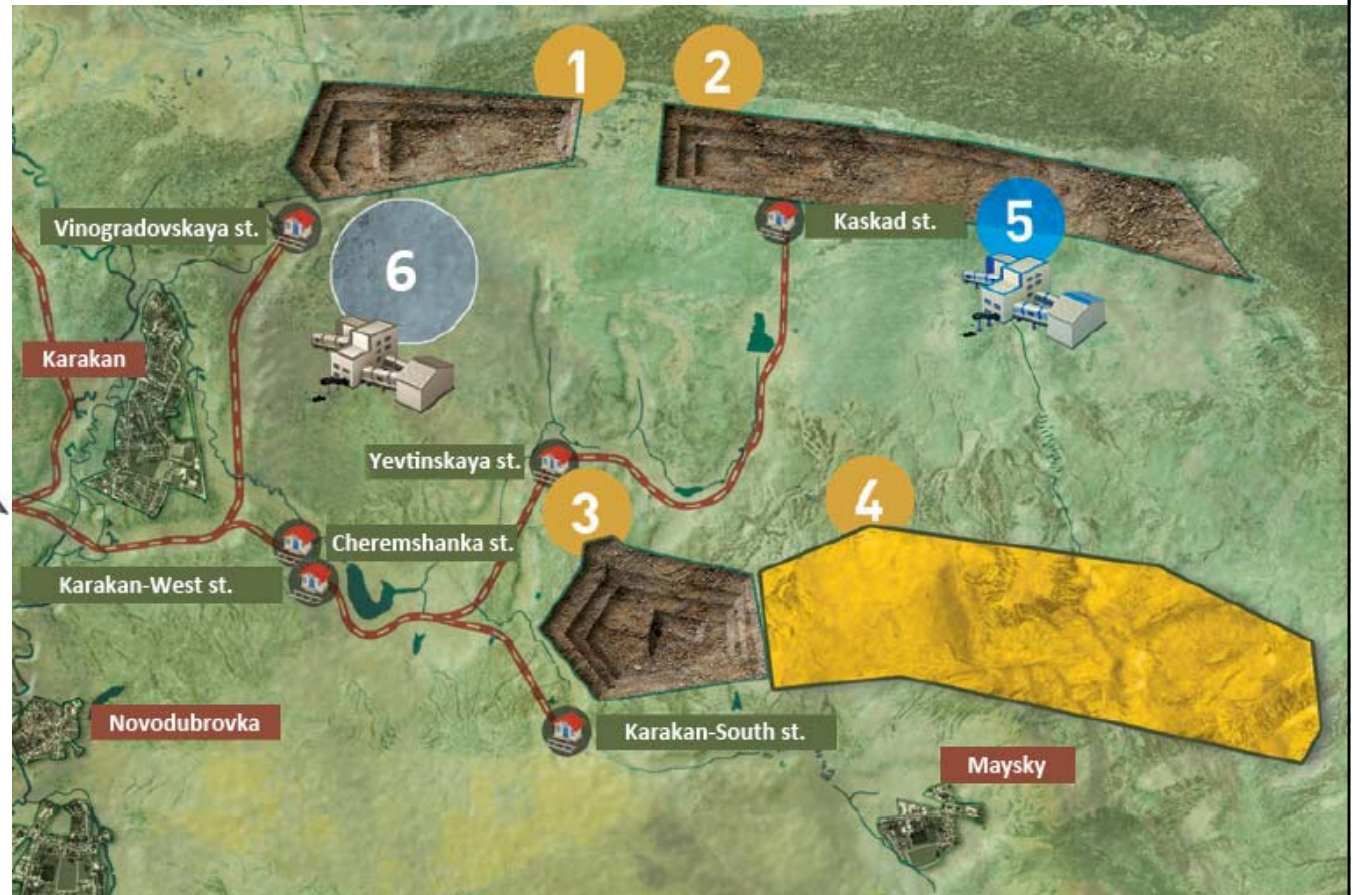 1
2
Vinogradovskaya st.
Kaskad st.
5
6
Karakan
Yevtinskaya st.
4
3
Cheremshanka st.
Karakan-West st.
Novodubrovka
Karakan-South st.
Maysky